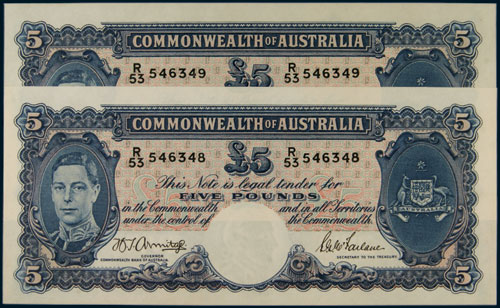 5 COMMONWEALTH OF AUSTRALIA 5
R/53 546349 £5 R/53 546349
5 COMMONWEALTH OF AUSTRALIA 5
R/53 546348 £5 R/53 546348
This Note is legal tender for
FIVE POUNDS
in the Commonwealth and in all Territories
under the control of the Commonwealth.
GOVERNOR SECRETARY TO THE TREASURY
COMMONWEALTH BANK OF AUSTRALIA
5 5